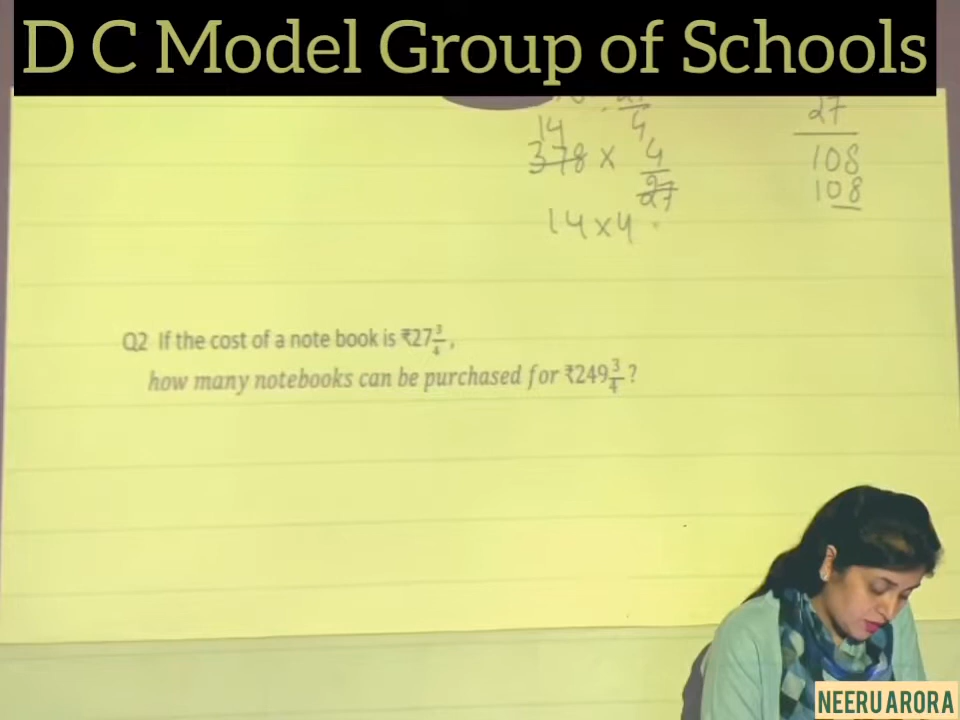 D C Model Group of Schools
14 4 27
378 × 4/27 108
108
14 × 4
Q2 If the cost of a note book is ₹27 3/4,
how many notebooks can be purchased for ₹249 3/4 ?
NEERU ARORA